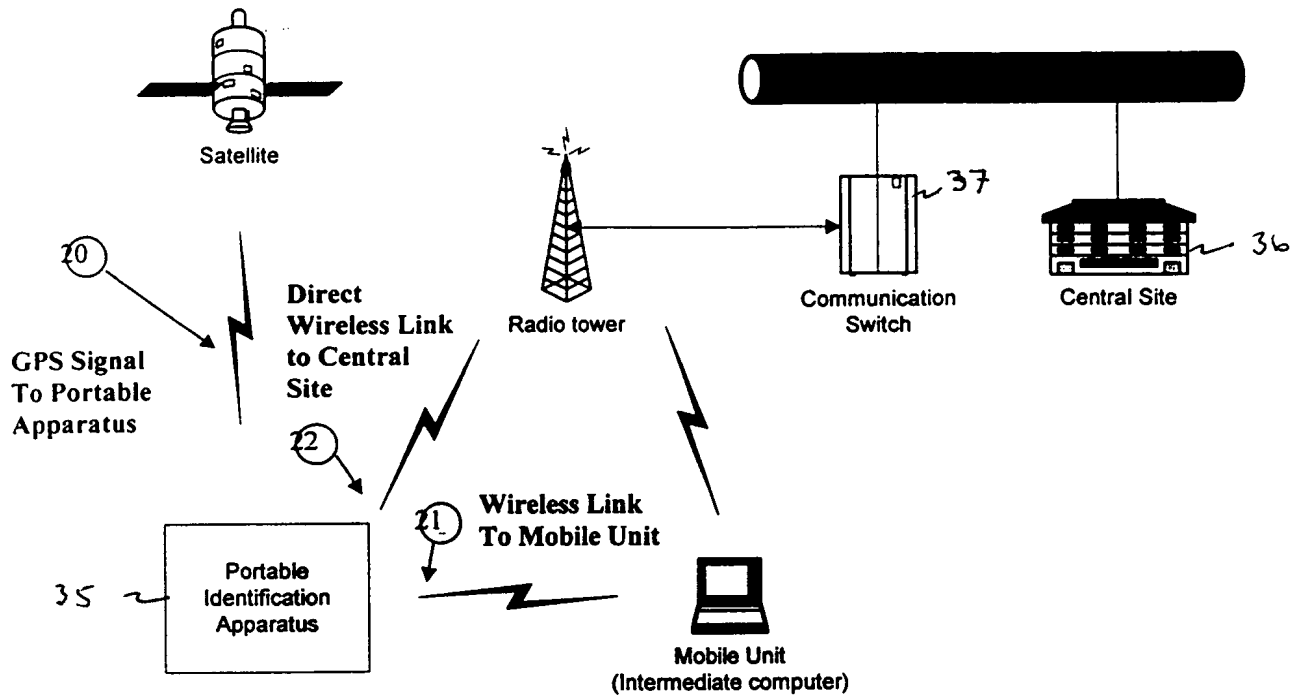 Satellite
37
20
36
Direct
Wireless Link
to Central
Site
Radio tower
Communication
Switch
Central Site
GPS Signal
To Portable
Apparatus
22
21
Wireless Link
To Mobile Unit
35
Portable
Identification
Apparatus
Mobile Unit
(Intermediate computer)